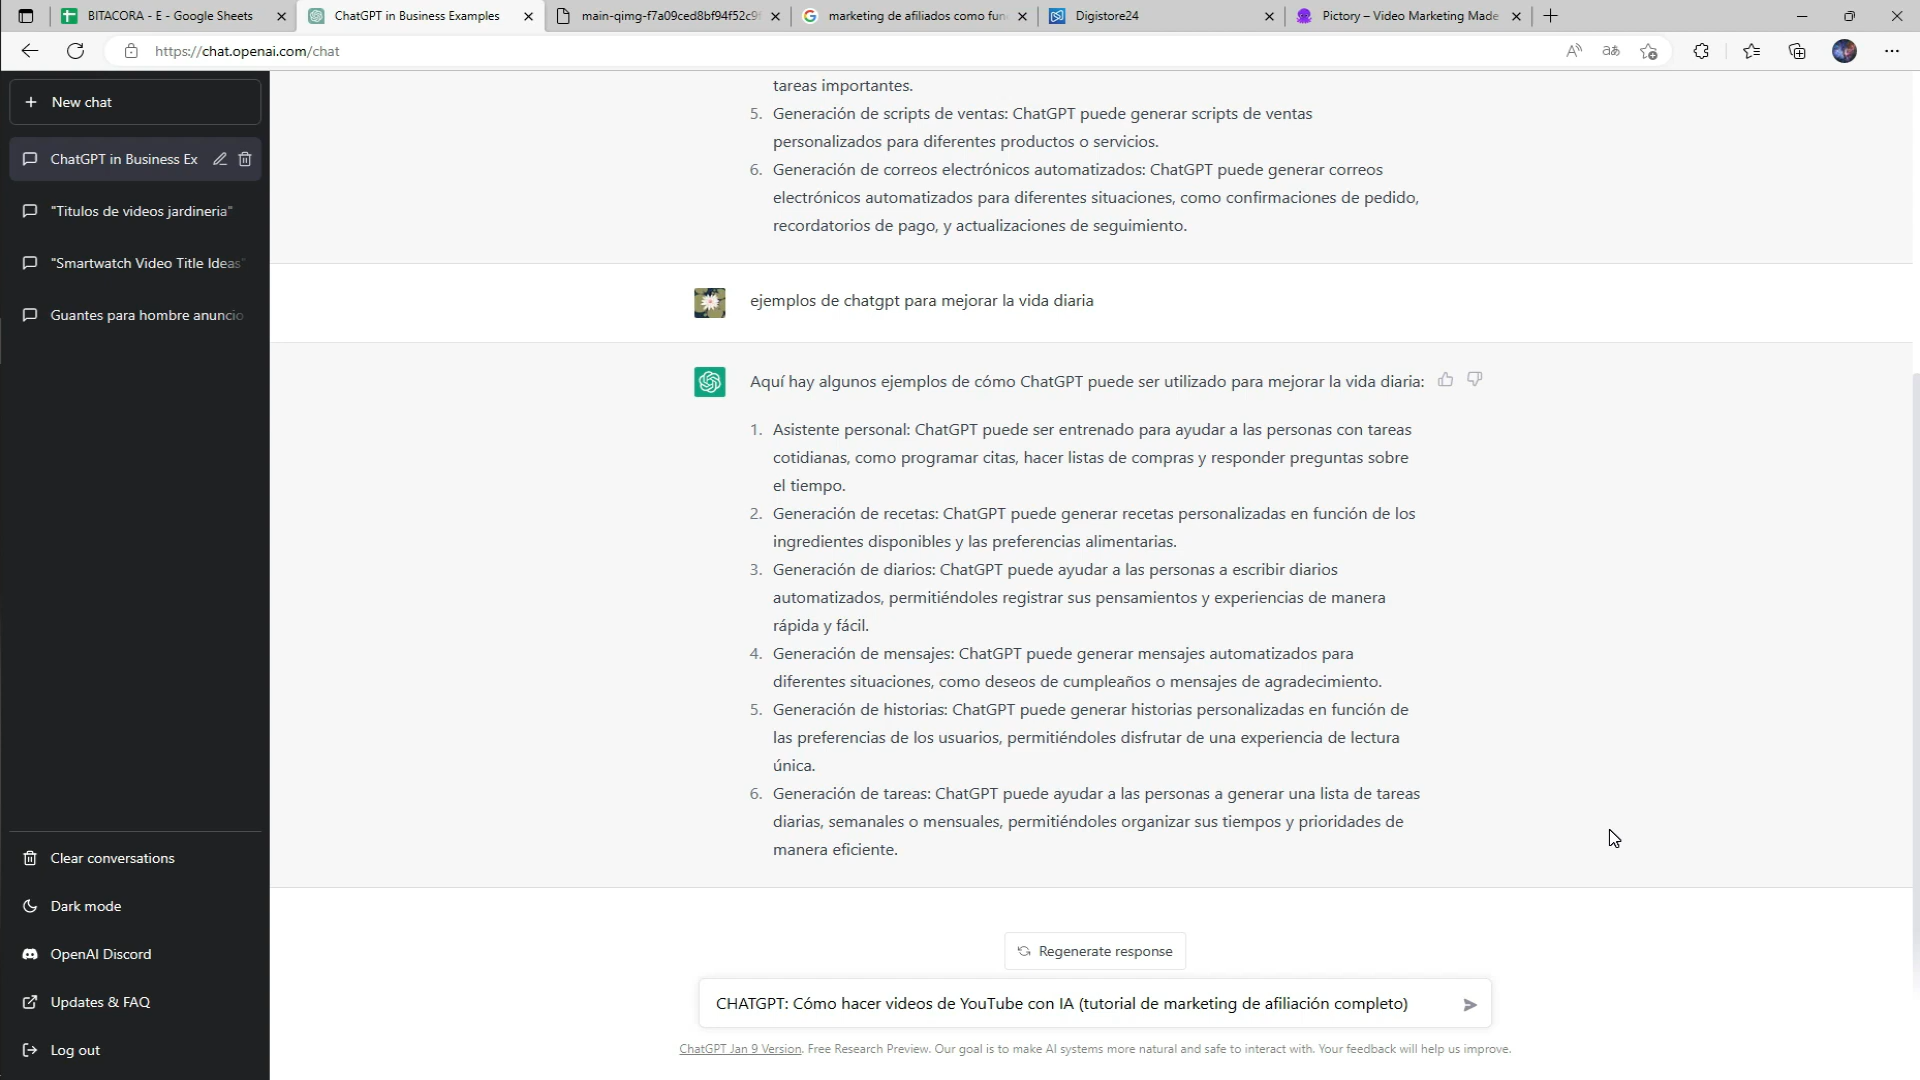 BITACORA - E - Google Sheets
ChatGPT in Business Examples
main-qimg-f7a09ced8bf94f52c9
marketing de afiliados como fun
Digistore24
Pictory – Video Marketing Made
https://chat.openai.com/chat
+ New chat
ChatGPT in Business Ex
"Titulos de videos jardineria"
"Smartwatch Video Title Ideas"
Guantes para hombre anuncio
Clear conversations
Dark mode
OpenAI Discord
Updates & FAQ
Log out
tareas importantes.
5. Generación de scripts de ventas: ChatGPT puede generar scripts de ventas
personalizados para diferentes productos o servicios.
6. Generación de correos electrónicos automatizados: ChatGPT puede generar correos
electrónicos automatizados para diferentes situaciones, como confirmaciones de pedido,
recordatorios de pago, y actualizaciones de seguimiento.
ejemplos de chatgpt para mejorar la vida diaria
Aquí hay algunos ejemplos de cómo ChatGPT puede ser utilizado para mejorar la vida diaria:
1. Asistente personal: ChatGPT puede ser entrenado para ayudar a las personas con tareas
cotidianas, como programar citas, hacer listas de compras y responder preguntas sobre
el tiempo.
2. Generación de recetas: ChatGPT puede generar recetas personalizadas en función de los
ingredientes disponibles y las preferencias alimentarias.
3. Generación de diarios: ChatGPT puede ayudar a las personas a escribir diarios
automatizados, permitiéndoles registrar sus pensamientos y experiencias de manera
rápida y fácil.
4. Generación de mensajes: ChatGPT puede generar mensajes automatizados para
diferentes situaciones, como deseos de cumpleaños o mensajes de agradecimiento.
5. Generación de historias: ChatGPT puede generar historias personalizadas en función de
las preferencias de los usuarios, permitiéndoles disfrutar de una experiencia de lectura
única.
6. Generación de tareas: ChatGPT puede ayudar a las personas a generar una lista de tareas
diarias, semanales o mensuales, permitiéndoles organizar sus tiempos y prioridades de
manera eficiente.
Regenerate response
CHATGPT: Cómo hacer videos de YouTube con IA (tutorial de marketing de afiliación completo)
ChatGPT Jan 9 Version. Free Research Preview. Our goal is to make AI systems more natural and safe to interact with. Your feedback will help us improve.